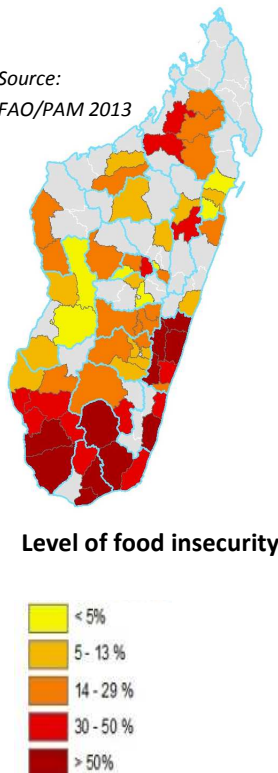 Source:
FAO/PAM 2013
Level of food insecurity
< 5%
5 - 13 %
14 - 29 %
30 - 50 %
> 50%